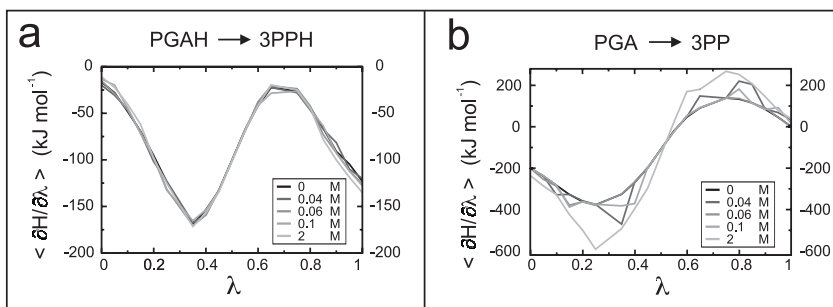 a
PGAH → 3PPH
0
-50
-100
-150
-200
0
-50
-100
-150
-200
< ∂H/∂λ > (kJ mol⁻¹)
0 M
0.04 M
0.06 M
0.1 M
2 M
0 0.2 0.4 0.6 0.8 1
λ
b
PGA → 3PP
200
0
-200
-400
-600
200
0
-200
-400
-600
< ∂H/∂λ > (kJ mol⁻¹)
0 M
0.04 M
0.06 M
0.1 M
2 M
0 0.2 0.4 0.6 0.8 1
λ